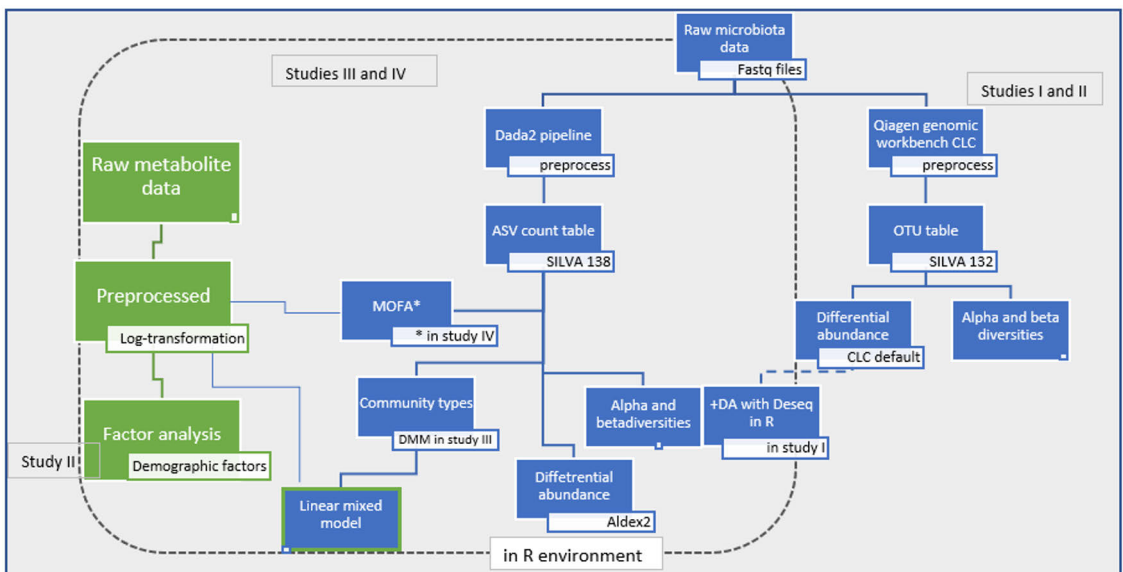 Raw microbiota
data
Fastq files
Studies III and IV
Studies I and II
Dada2 pipeline
preprocess
Qiagen genomic
workbench CLC
preprocess
Raw metabolite
data
ASV count table
SILVA 138
OTU table
SILVA 132
Preprocessed
Log-transformation
MOFA*
* in study IV
Differential
abundance
CLC default
Alpha and beta
diversities
Community types
DMM in study III
Alpha and
betadiversities
+DA with Deseq
in R
in study I
Factor analysis
Demographic factors
Study II
Diffetrential
abundance
Aldex2
Linear mixed
model
in R environment